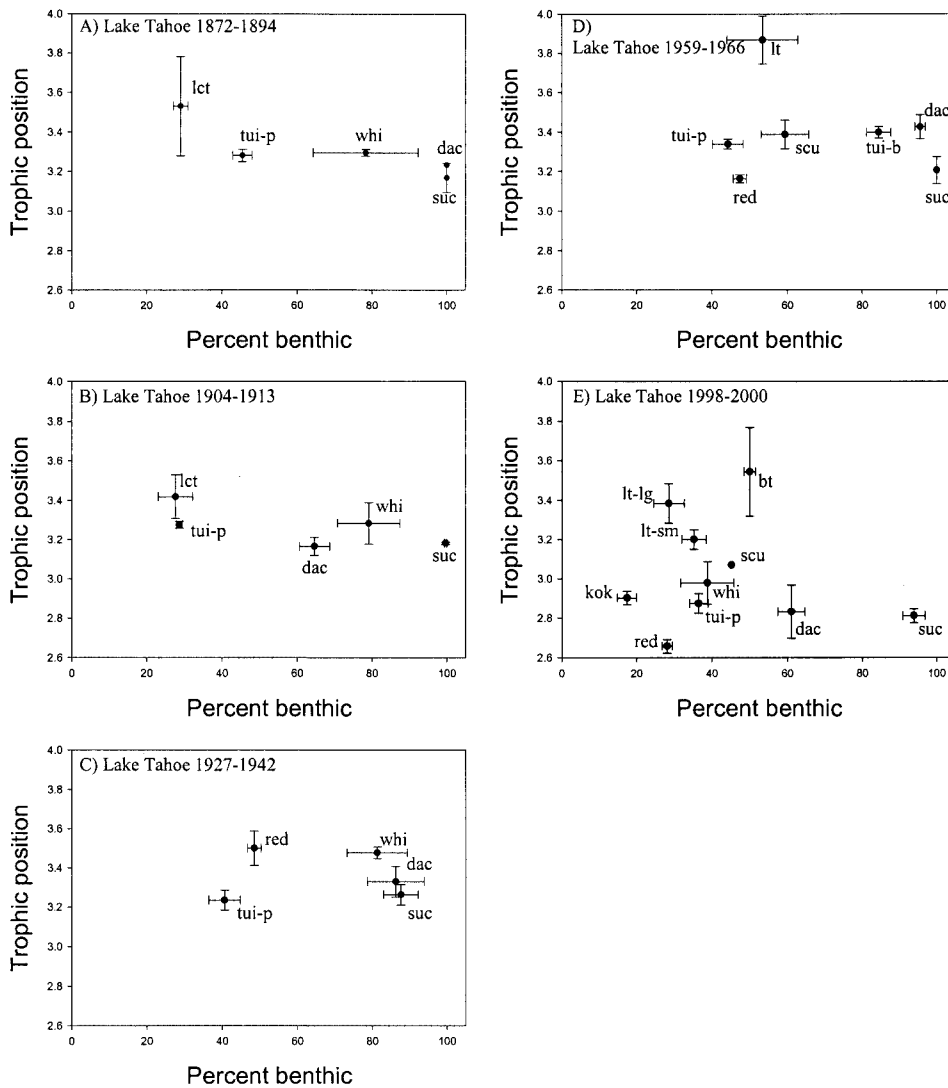 A) Lake Tahoe 1872-1894
Trophic position
4.0
3.8
3.6
3.4
3.2
3.0
2.8
2.6
lct
tui-p
whi
dac
suc
0 20 40 60 80 100
Percent benthic
B) Lake Tahoe 1904-1913
Trophic position
4.0
3.8
3.6
3.4
3.2
3.0
2.8
2.6
lct
tui-p
whi
dac
suc
0 20 40 60 80 100
Percent benthic
C) Lake Tahoe 1927-1942
Trophic position
4.0
3.8
3.6
3.4
3.2
3.0
2.8
2.6
red
whi
dac
tui-p
suc
0 20 40 60 80 100
Percent benthic
D)
Lake Tahoe 1959-1966
Trophic position
4.0
3.8
3.6
3.4
3.2
3.0
2.8
2.6
lt
dac
tui-p
scu
tui-b
red
suc
0 20 40 60 80 100
Percent benthic
E) Lake Tahoe 1998-2000
Trophic position
4.0
3.8
3.6
3.4
3.2
3.0
2.8
2.6
bt
lt-lg
lt-sm
scu
kok
whi
tui-p
dac
suc
red
0 20 40 60 80 100
Percent benthic